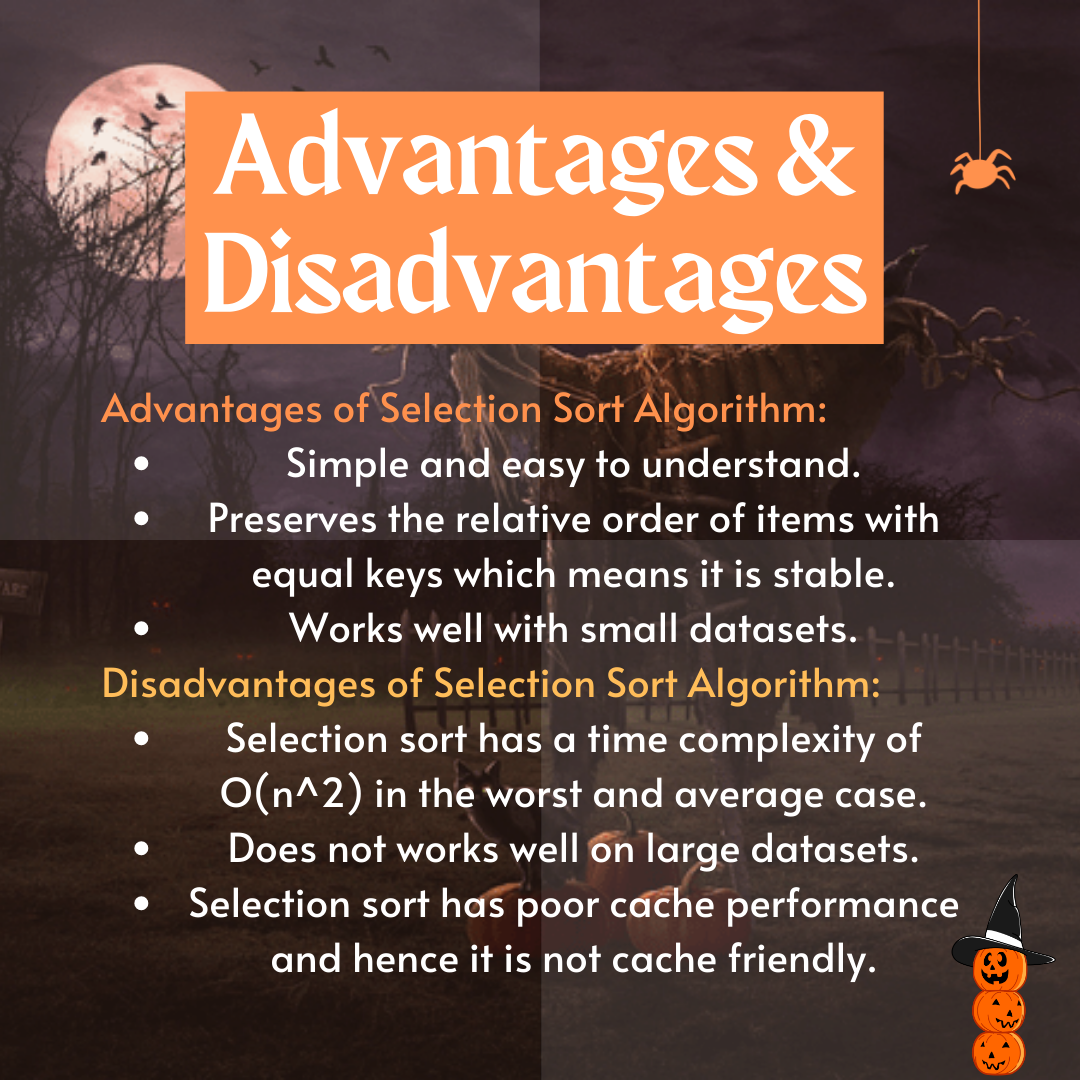 Advantages &
Disadvantages
Advantages of Selection Sort Algorithm:
• Simple and easy to understand.
• Preserves the relative order of items with
equal keys which means it is stable.
• Works well with small datasets.
Disadvantages of Selection Sort Algorithm:
• Selection sort has a time complexity of
O(n^2) in the worst and average case.
• Does not works well on large datasets.
• Selection sort has poor cache performance
and hence it is not cache friendly.